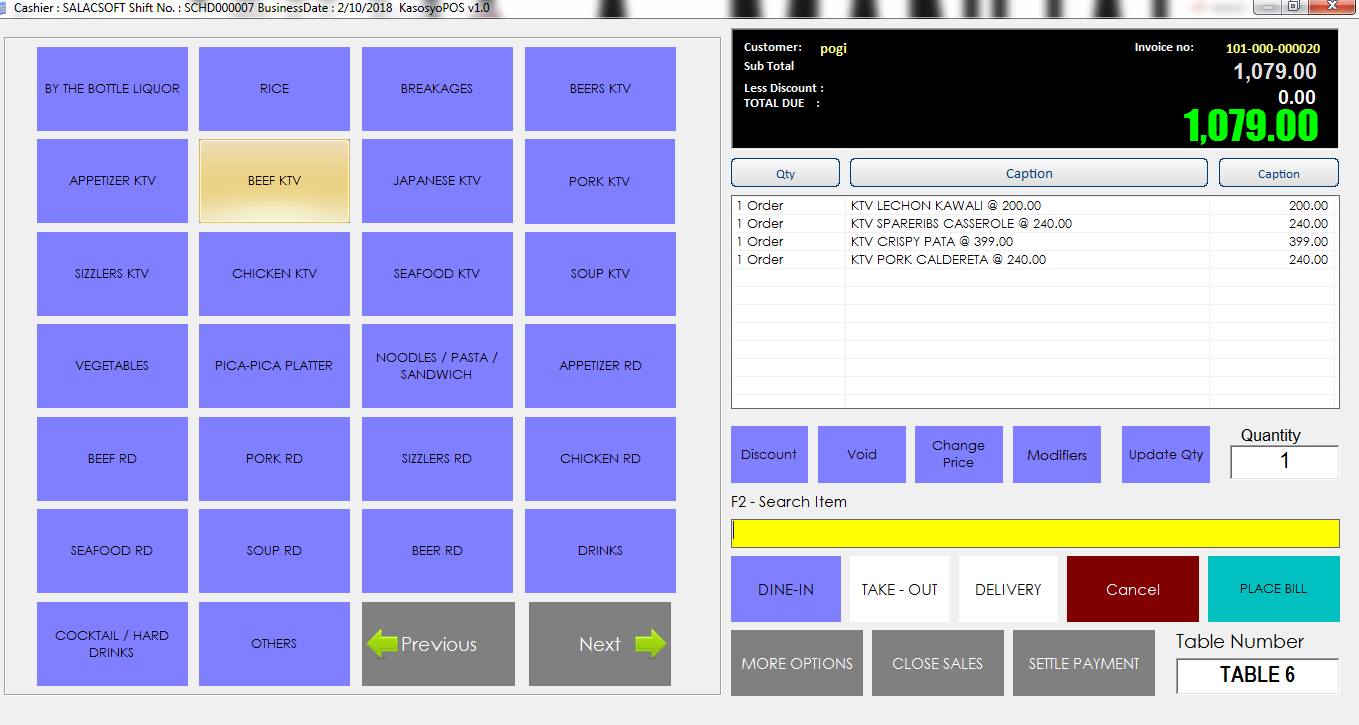 Cashier : SALACSOFT Shift No. : SCHD000007 BusinessDate : 2/10/2018 KasosyoPOS v1.0
BY THE BOTTLE LIQUOR
RICE
BREAKAGES
BEERS KTV
APPETIZER KTV
BEEF KTV
JAPANESE KTV
PORK KTV
SIZZLERS KTV
CHICKEN KTV
SEAFOOD KTV
SOUP KTV
VEGETABLES
PICA-PICA PLATTER
NOODLES / PASTA /
SANDWICH
APPETIZER RD
BEEF RD
PORK RD
SIZZLERS RD
CHICKEN RD
SEAFOOD RD
SOUP RD
BEER RD
DRINKS
COCKTAIL / HARD
DRINKS
OTHERS
Previous
Next
Customer: pogi
Invoice no: 101-000-000020
Sub Total 1,079.00
Less Discount : 0.00
TOTAL DUE : 1,079.00
Qty Caption Caption
1 Order KTV LECHON KAWALI @ 200.00 200.00
1 Order KTV SPARERIBS CASSEROLE @ 240.00 240.00
1 Order KTV CRISPY PATA @ 399.00 399.00
1 Order KTV PORK CALDERETA @ 240.00 240.00
Discount
Void
Change
Price
Modifiers
Update Qty
Quantity
1
F2 - Search Item
DINE-IN
TAKE - OUT
DELIVERY
Cancel
PLACE BILL
MORE OPTIONS
CLOSE SALES
SETTLE PAYMENT
Table Number
TABLE 6